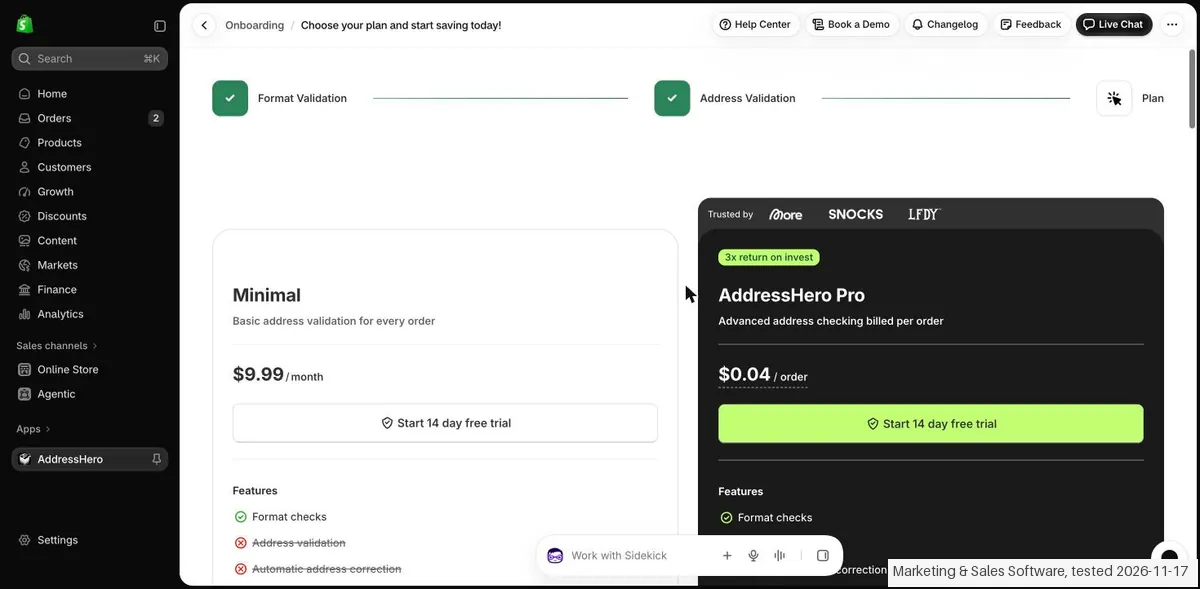 Onboarding / Choose your plan and start saving today!
Help Center
Book a Demo
Changelog
Feedback
Live Chat
Search ⌘K
Home
Orders 2
Products
Customers
Growth
Discounts
Content
Markets
Finance
Analytics
Sales channels
Online Store
Agentic
Apps
AddressHero
Settings
Format Validation
Address Validation
Plan
Minimal
Basic address validation for every order
$9.99 / month
Start 14 day free trial
Features
Format checks
Address validation
Automatic address correction
Trusted by More SNOCKS LFDY
3x return on invest
AddressHero Pro
Advanced address checking billed per order
$0.04 / order
Start 14 day free trial
Features
Format checks
correction
Work with Sidekick
Marketing & Sales Software, tested 2026-11-17